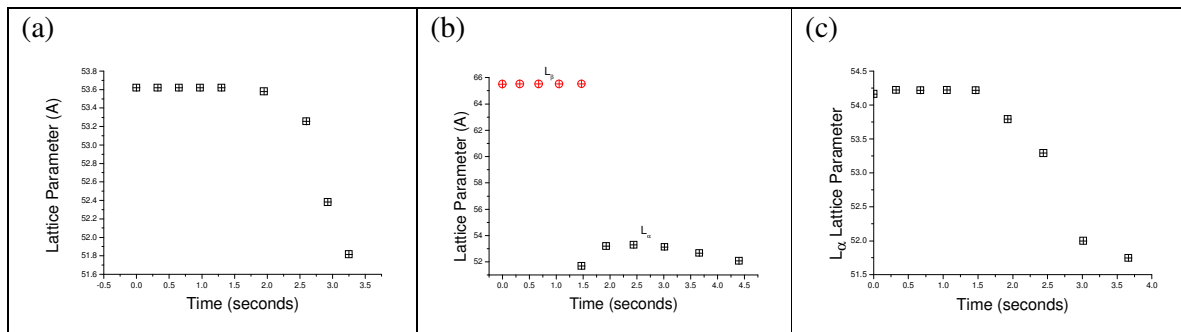 (a)
53.8
53.6
53.4
53.2
53.0
52.8
52.6
52.4
52.2
52.0
51.8
51.6
-0.5 0.0 0.5 1.0 1.5 2.0 2.5 3.0 3.5
Lattice Parameter (A)
Time (seconds)
(b)
66
64
62
60
58
56
54
52
0.0 0.5 1.0 1.5 2.0 2.5 3.0 3.5 4.0 4.5
Lattice Parameter (A)
Lβ
Lα
Time (seconds)
(c)
54.5
54.0
53.5
53.0
52.5
52.0
51.5
0.0 0.5 1.0 1.5 2.0 2.5 3.0 3.5 4.0
Lα Lattice Parameter
Time (seconds)